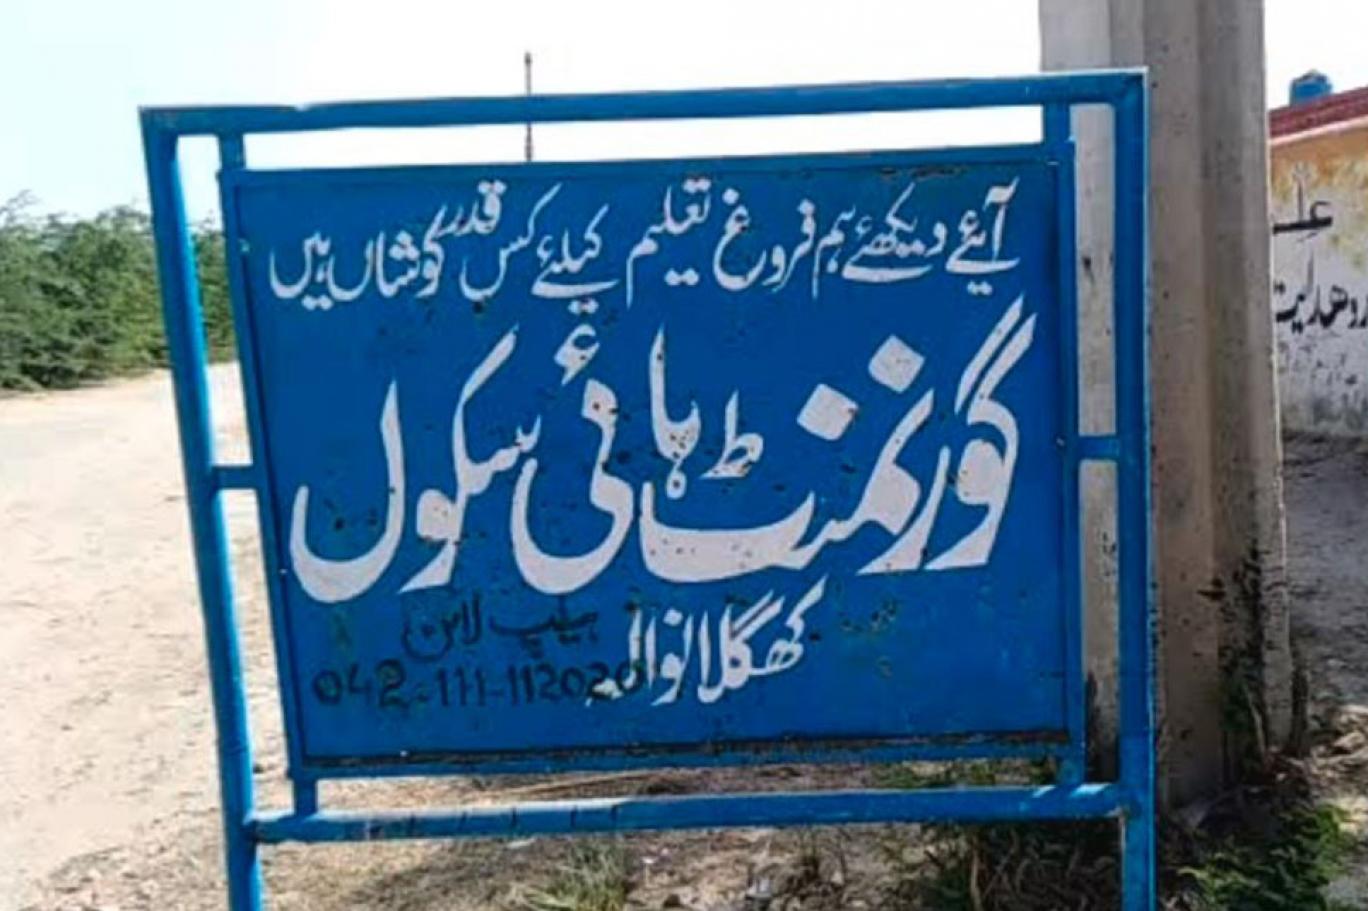 آیئے دیکھئے ہم فروغ تعلیم کیلئے کس قدر کوشاں ہیں
گورنمنٹ ہائی سکول
کھگلانوالہ
ہیلپ لائن
042-111-112020